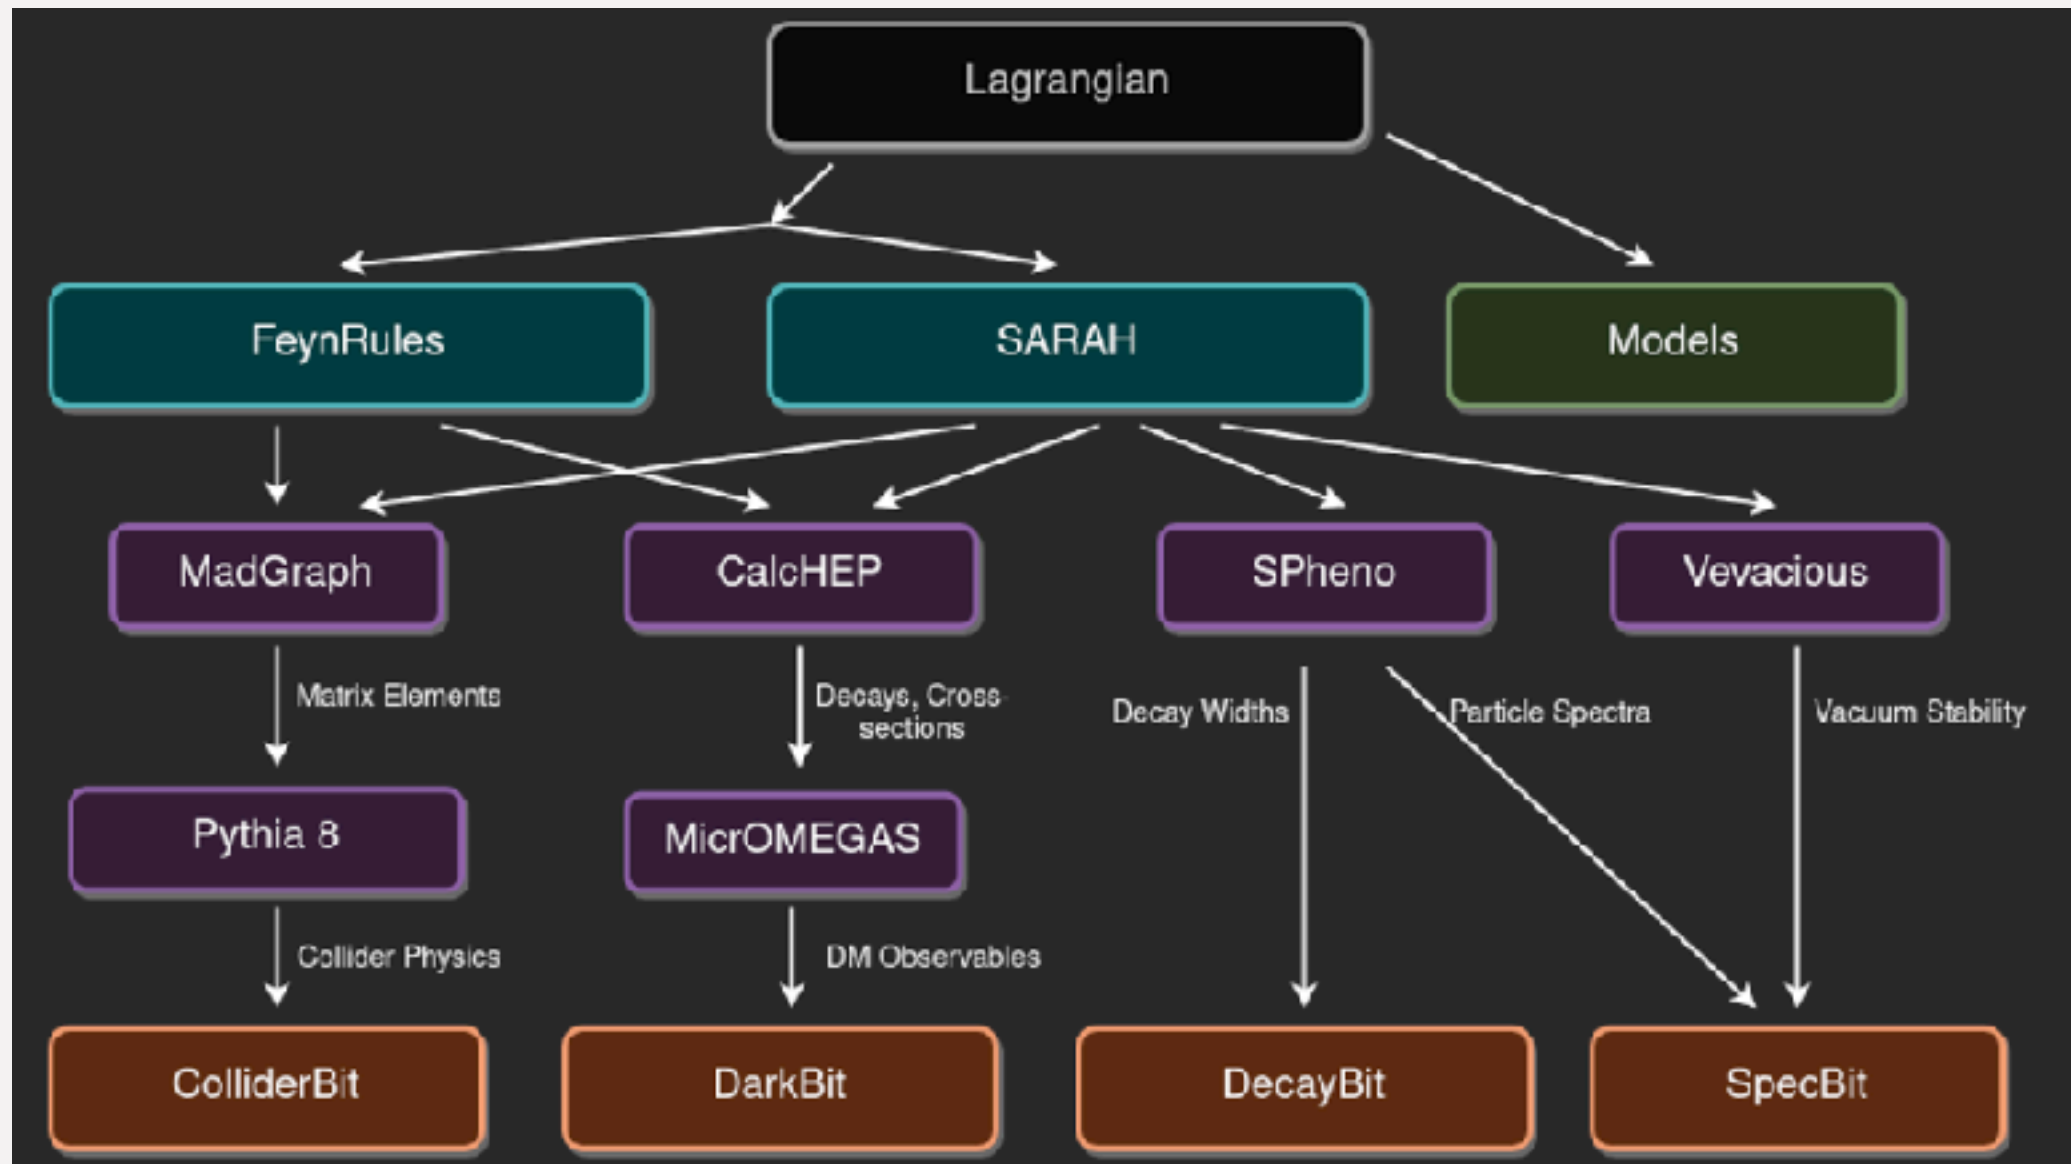 Lagrangian
FeynRules
SARAH
Models
MadGraph
CalcHEP
SPheno
Vevacious
Matrix Elements
Decays, Cross-
sections
Decay Widths
Particle Spectra
Vacuum Stability
Pythia 8
MicrOMEGAS
Collider Physics
DM Observables
ColliderBit
DarkBit
DecayBit
SpecBit